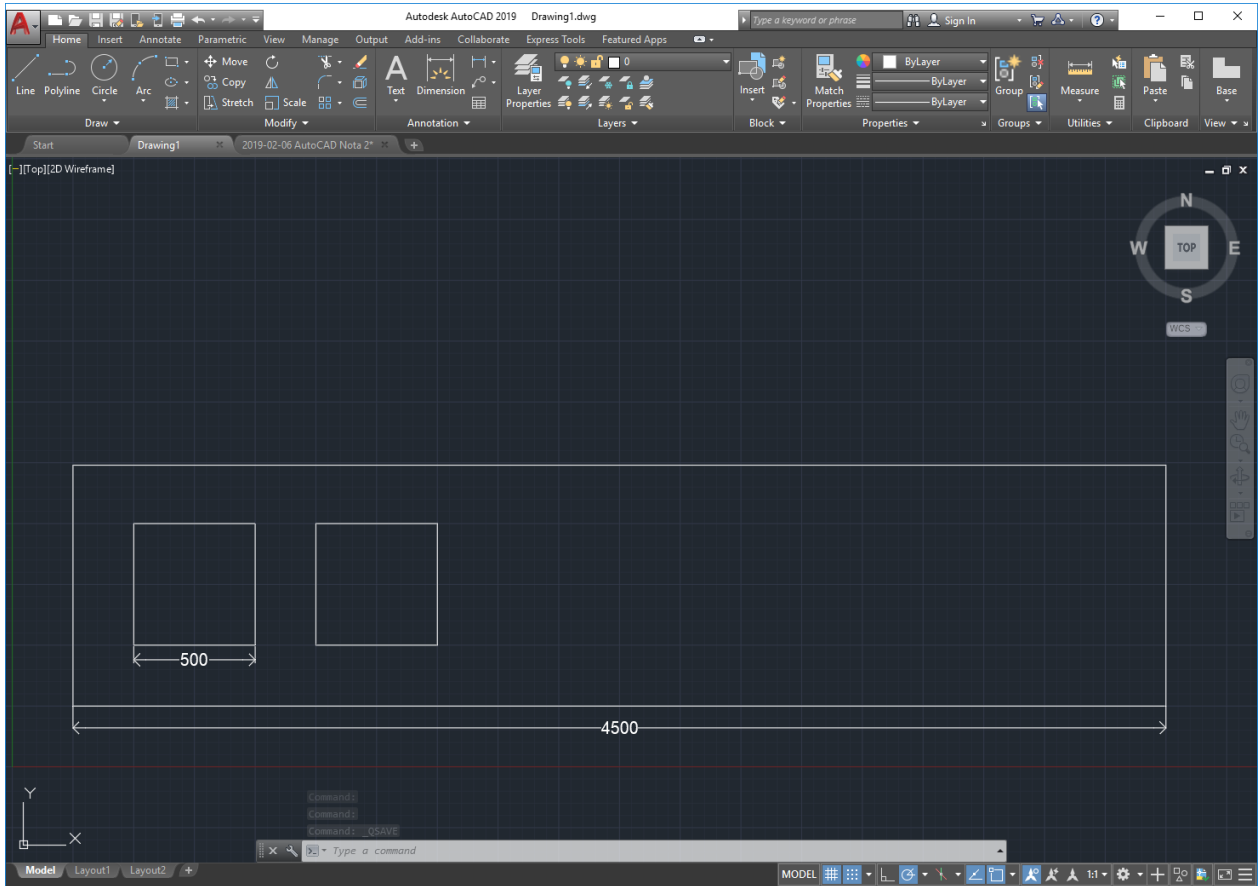 Autodesk AutoCAD 2019 Drawing1.dwg Type a keyword or phrase Sign In
Home Insert Annotate Parametric View Manage Output Add-ins Collaborate Express Tools Featured Apps
Move Copy Stretch Scale
Line Polyline Circle Arc
Text Dimension
Layer Properties
0
Insert
Match Properties
ByLayer
ByLayer
ByLayer
Group
Measure
Paste
Base
Draw Modify Annotation Layers Block Properties Groups Utilities Clipboard View
Start Drawing1 2019-02-06 AutoCAD Nota 2*
[−][Top][2D Wireframe]
N
W TOP E
S
WCS
500
4500
Y
X
Command:
Command:
Command: _QSAVE
Type a command
Model Layout1 Layout2 +
MODEL 1:1